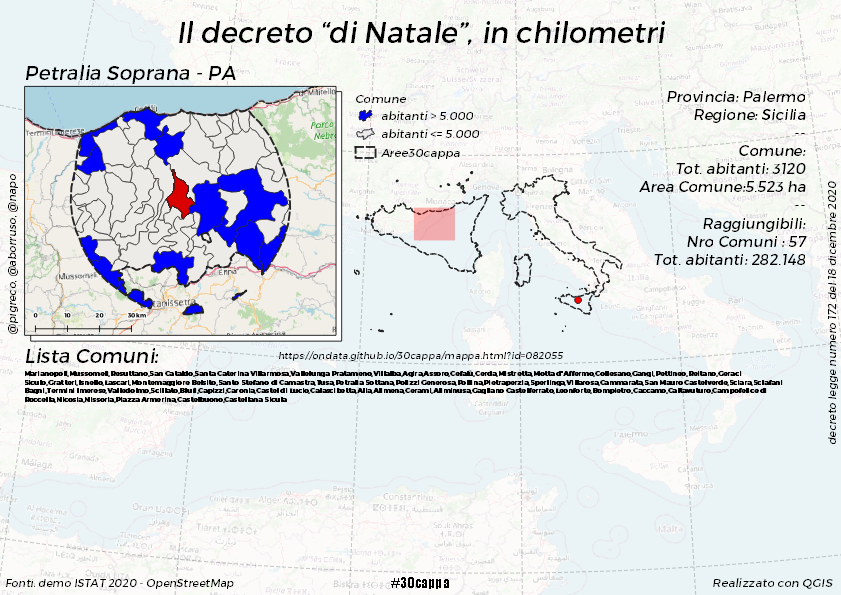 Il decreto “di Natale”, in chilometri
Petralia Soprana - PA
Comune
abitanti > 5.000
abitanti <= 5.000
Aree30cappa
Provincia: Palermo
Regione: Sicilia
--
Comune:
Tot. abitanti: 3120
Area Comune:5.523 ha
--
Raggiungibili:
Nro Comuni : 57
Tot. abitanti: 282.148
Mussomeli
Enna
0 10 20 30 km
@pigreco, @aborruso, @napo
decreto legge numero 172 del 18 dicembre 2020
Lista Comuni:
https://ondata.github.io/30cappa/mappa.html?id=082055
Marianopoli,Mussomeli,Resuttano,San Cataldo,Santa Caterina Villarmosa,Vallelunga Pratameno,Villalba,Agira,Assoro,Cefalù,Cerda,Mistretta,Motta d'Affermo,Collesano,Gangi,Pettineo,Reitano,Geraci
Siculo,Gratteri,Isnello,Lascari,Montemaggiore Belsito,Santo Stefano di Camastra,Tusa,Petralia Sottana,Polizzi Generosa,Pollina,Pietraperzia,Sperlinga,Villarosa,Cammarata,San Mauro Castelverde,Sciara,Sclafani
Bagni,Termini Imerese,Valledolmo,Scillato,Blufi,Capizzi,Caronia,Castel di Lucio,Calascibetta,Alia,Alimena,Cerami,Aliminusa,Gagliano Castelferrato,Leonforte,Bompietro,Caccamo,Caltavuturo,Campofelice di
Roccella,Nicosia,Nissoria,Piazza Armerina,Castelbuono,Castellana Sicula
Fonti: demo ISTAT 2020 - OpenStreetMap
#30cappa
Realizzato con QGIS